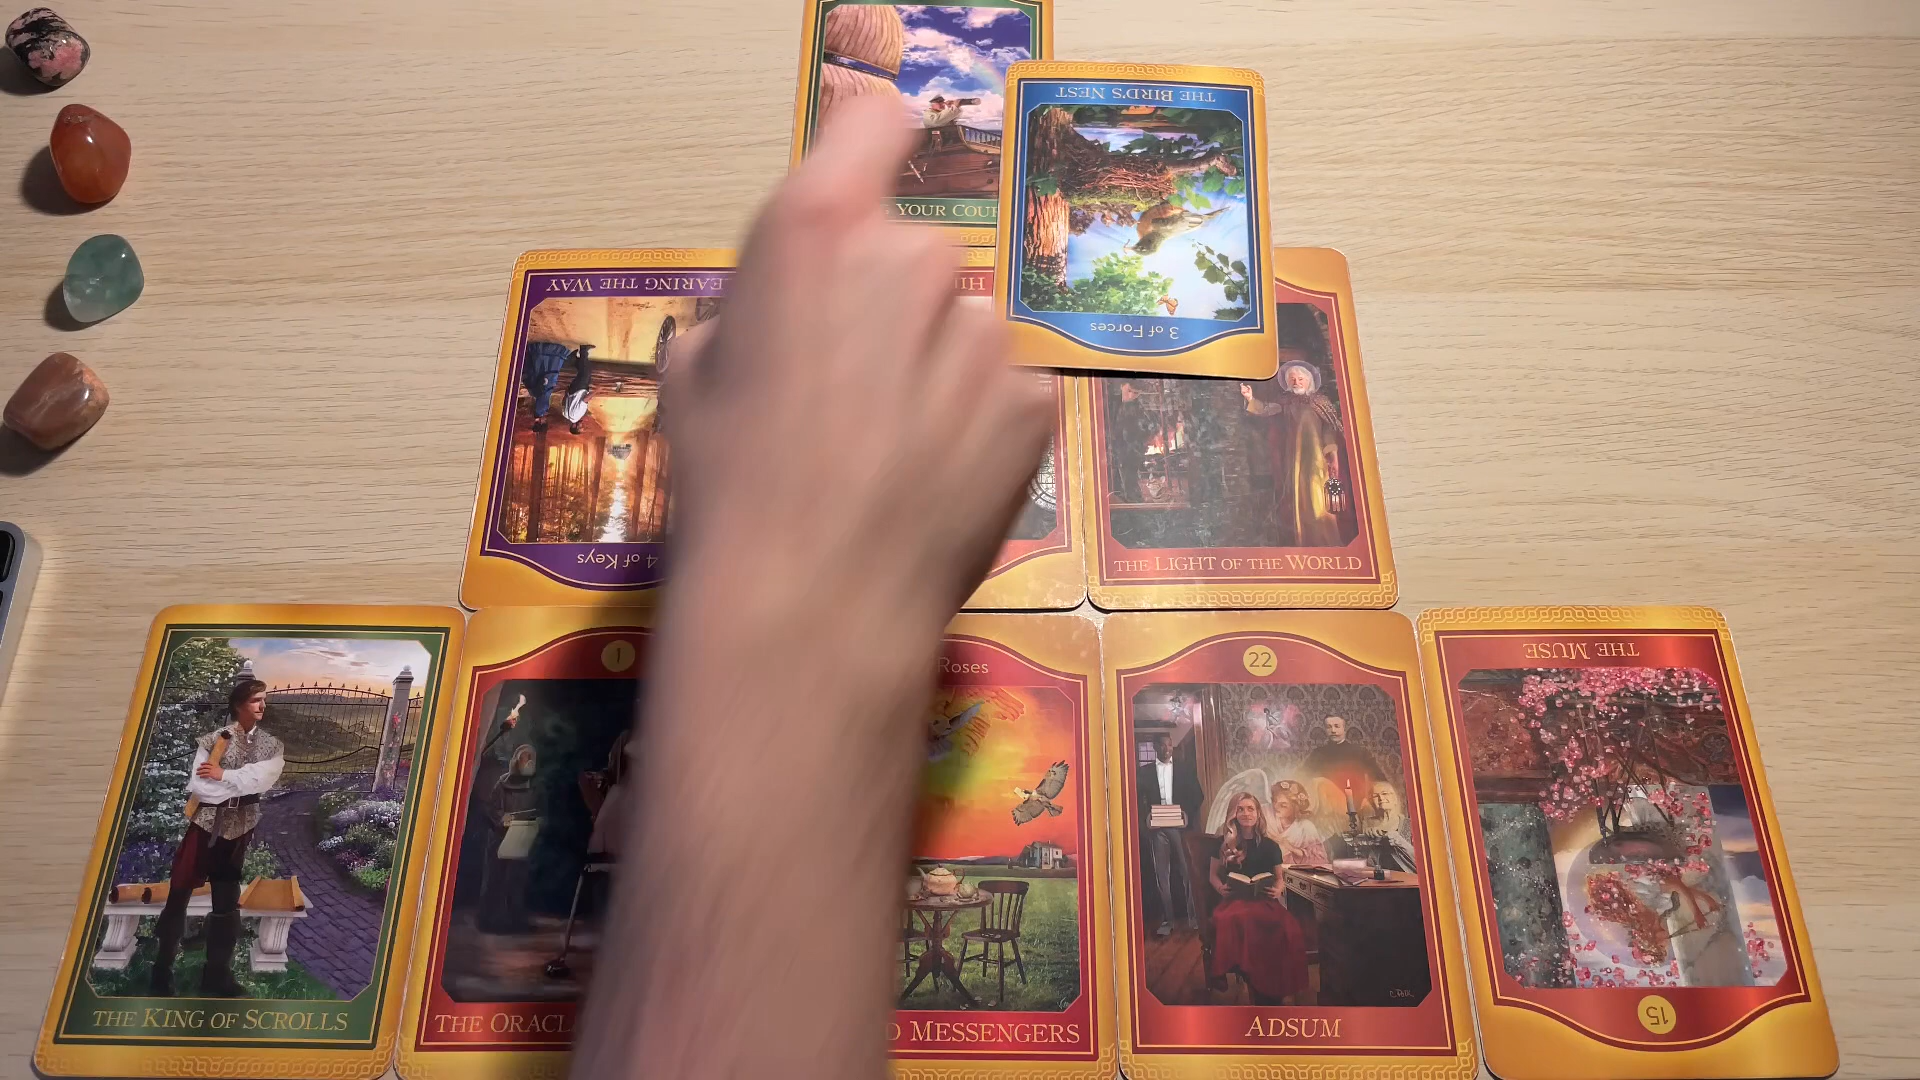 YOUR COUR
THE BIRD'S NEST
3 of Forces
EARING THE WAY
4 of Keys
THE LIGHT OF THE WORLD
THE KING OF SCROLLS
1
THE ORACL
Roses
MESSENGERS
22
ADSUM
THE MUSE
15